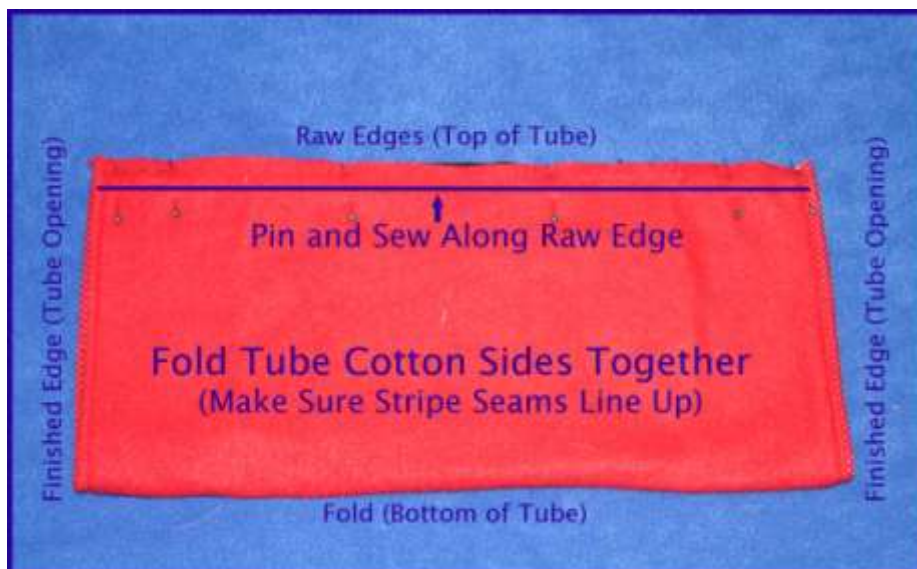 Raw Edges (Top of Tube)
Finished Edge (Tube Opening)
Pin and Sew Along Raw Edge
Fold Tube Cotton Sides Together
(Make Sure Stripe Seams Line Up)
Finished Edge (Tube Opening)
Fold (Bottom of Tube)